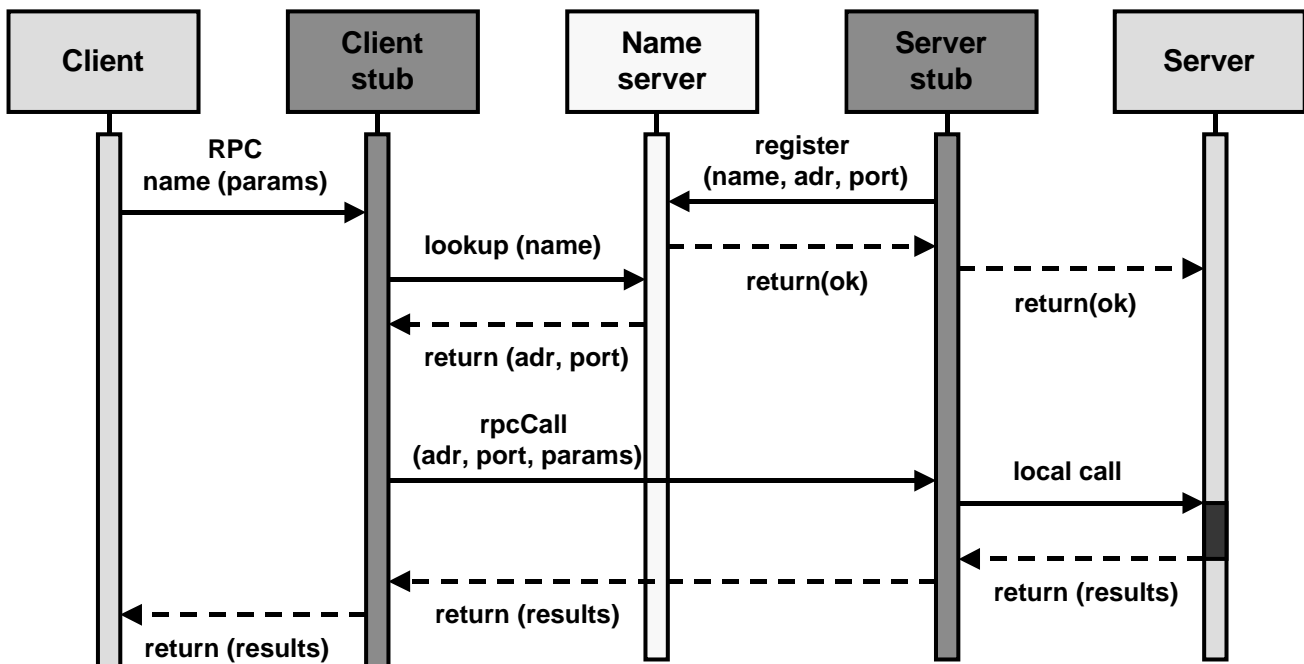 Client
Client
stub
Name
server
Server
stub
Server
RPC
name (params)
register
(name, adr, port)
lookup (name)
return(ok)
return(ok)
return (adr, port)
rpcCall
(adr, port, params)
local call
return (results)
return (results)
return (results)